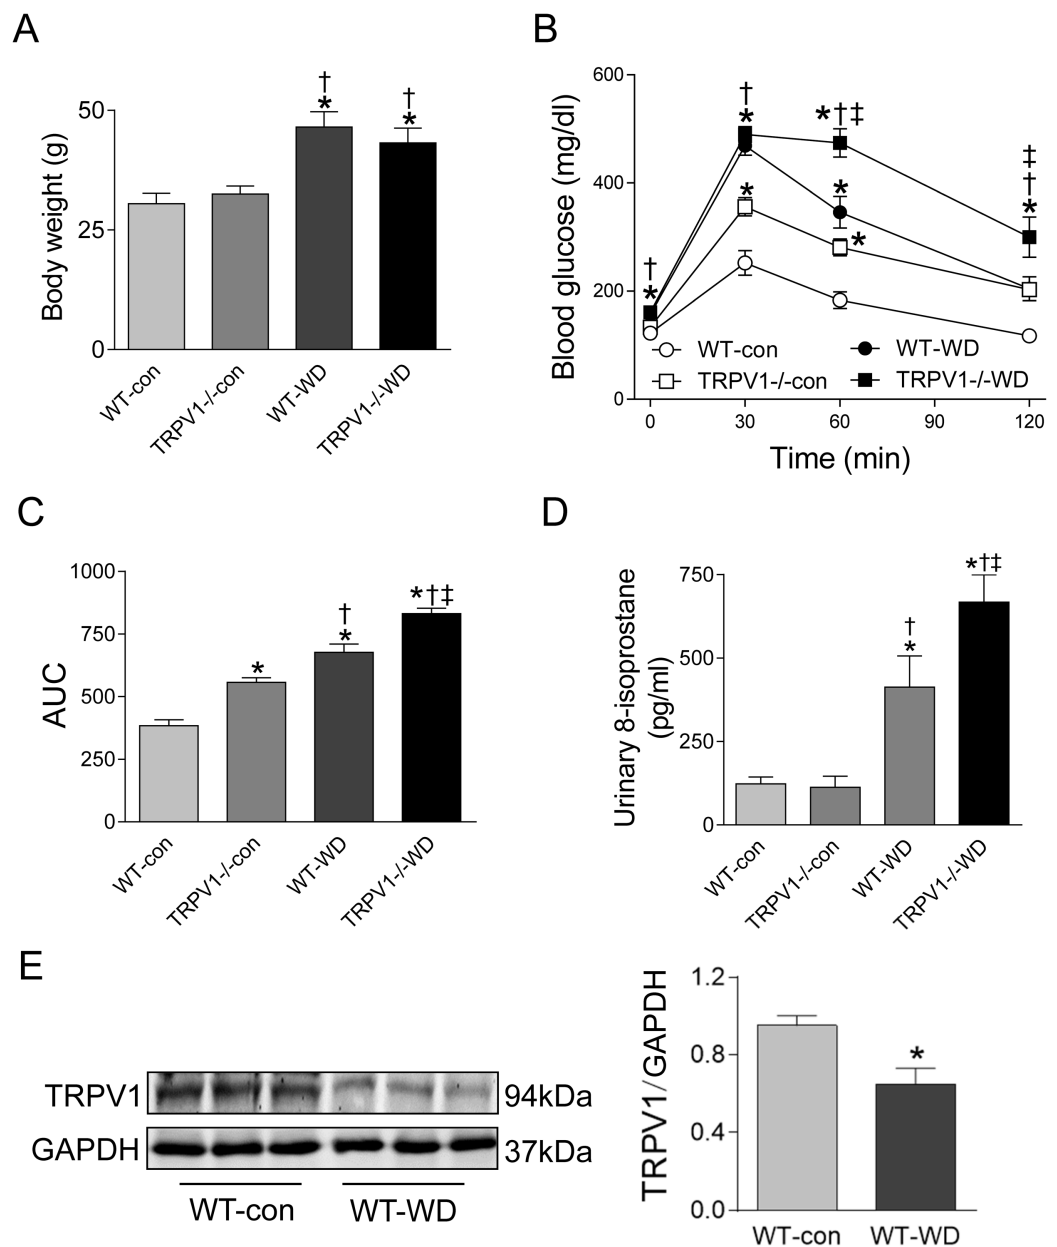 A
Body weight (g)
50
25
0
†
*
†
*
WT-con
TRPV1-/-con
WT-WD
TRPV1-/-WD
B
Blood glucose (mg/dl)
600
400
200
0
†
*
†
*
*
*†‡
*
*
‡
†
*
WT-con
WT-WD
TRPV1-/-con
TRPV1-/-WD
0 30 60 90 120
Time (min)
C
AUC
1000
750
500
250
0
*
†
*
*†‡
WT-con
TRPV1-/-con
WT-WD
TRPV1-/-WD
D
Urinary 8-isoprostane
(pg/ml)
750
500
250
0
†
*
*†‡
WT-con
TRPV1-/-con
WT-WD
TRPV1-/-WD
E
TRPV1 94kDa
GAPDH 37kDa
WT-con WT-WD
TRPV1/GAPDH
1.2
0.8
0.4
0.0
*
WT-con WT-WD